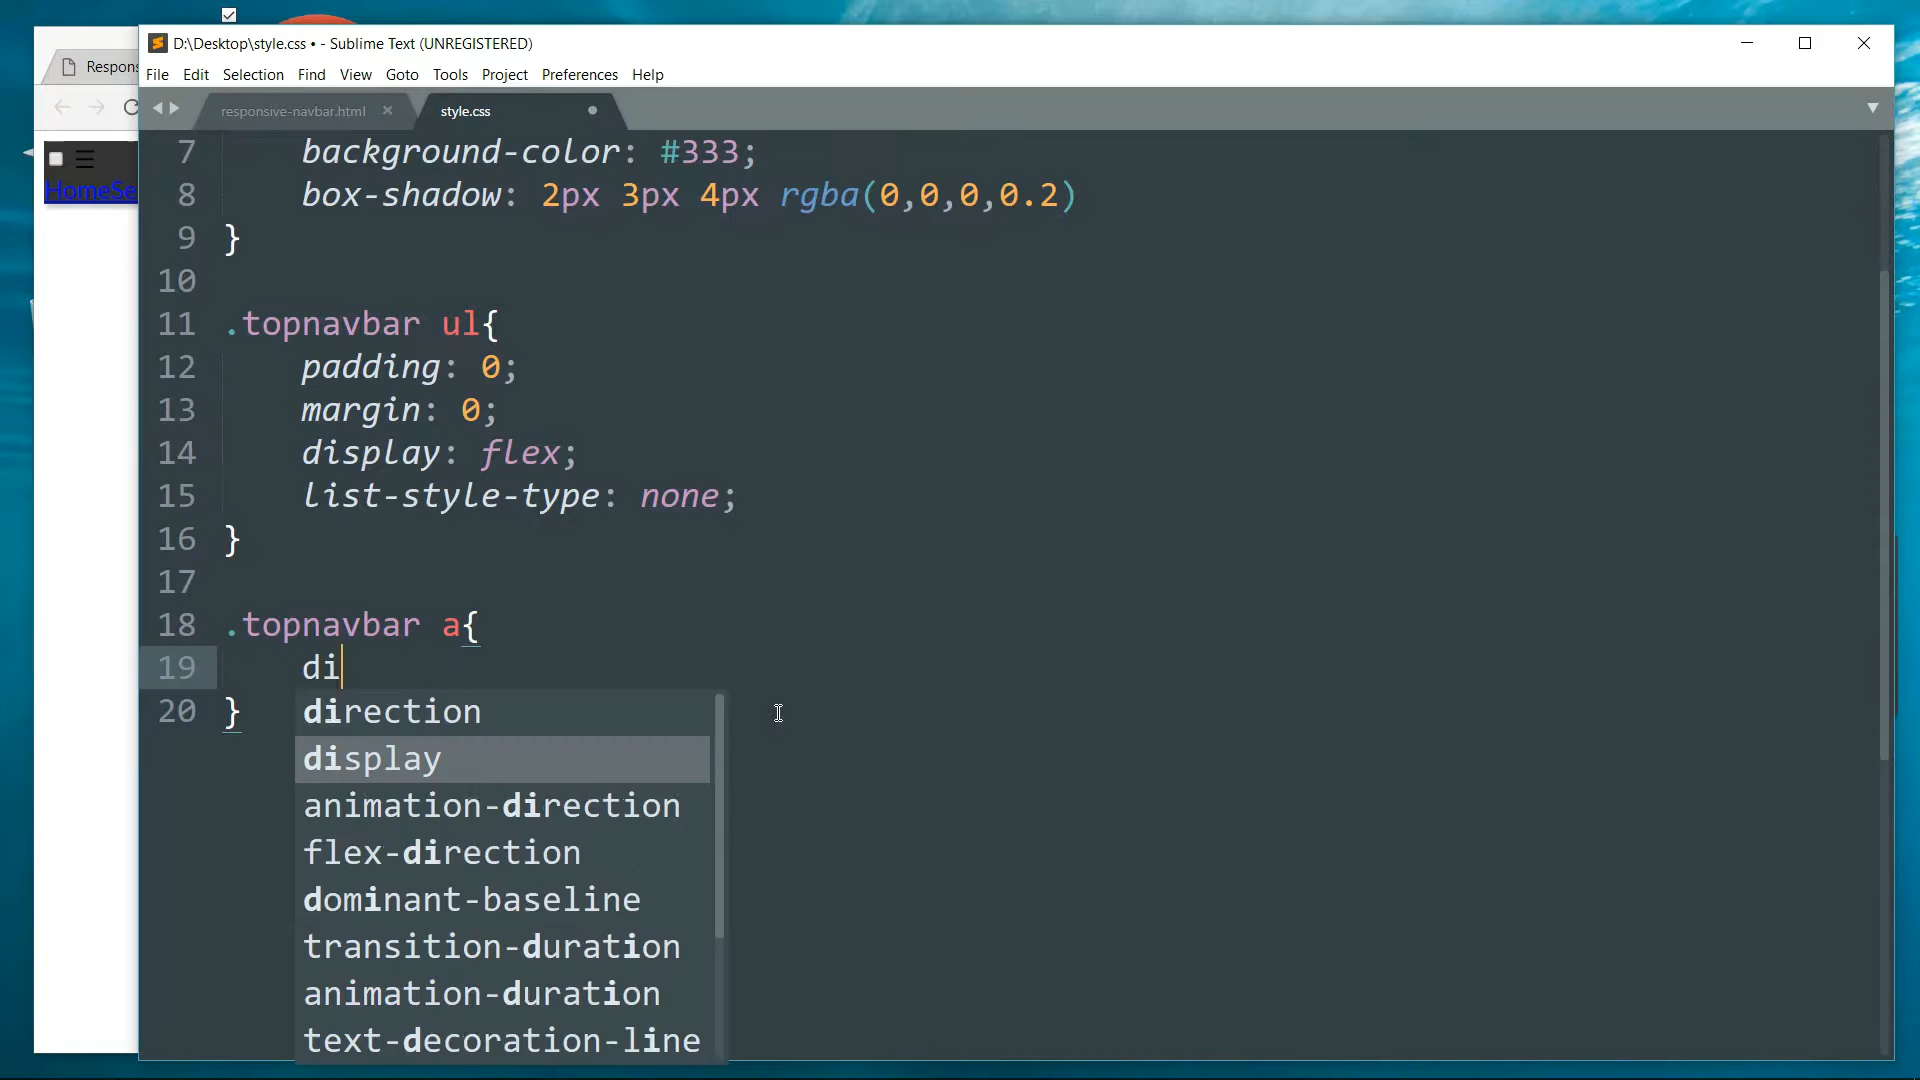 D:\Desktop\style.css • - Sublime Text (UNREGISTERED)
Respons
File Edit Selection Find View Goto Tools Project Preferences Help
responsive-navbar.html
style.css
HomeSe
7 background-color: #333;
8 box-shadow: 2px 3px 4px rgba(0,0,0,0.2)
9 }
10
11 .topnavbar ul{
12 padding: 0;
13 margin: 0;
14 display: flex;
15 list-style-type: none;
16 }
17
18 .topnavbar a{
19 di
20 }
direction
display
animation-direction
flex-direction
dominant-baseline
transition-duration
animation-duration
text-decoration-line